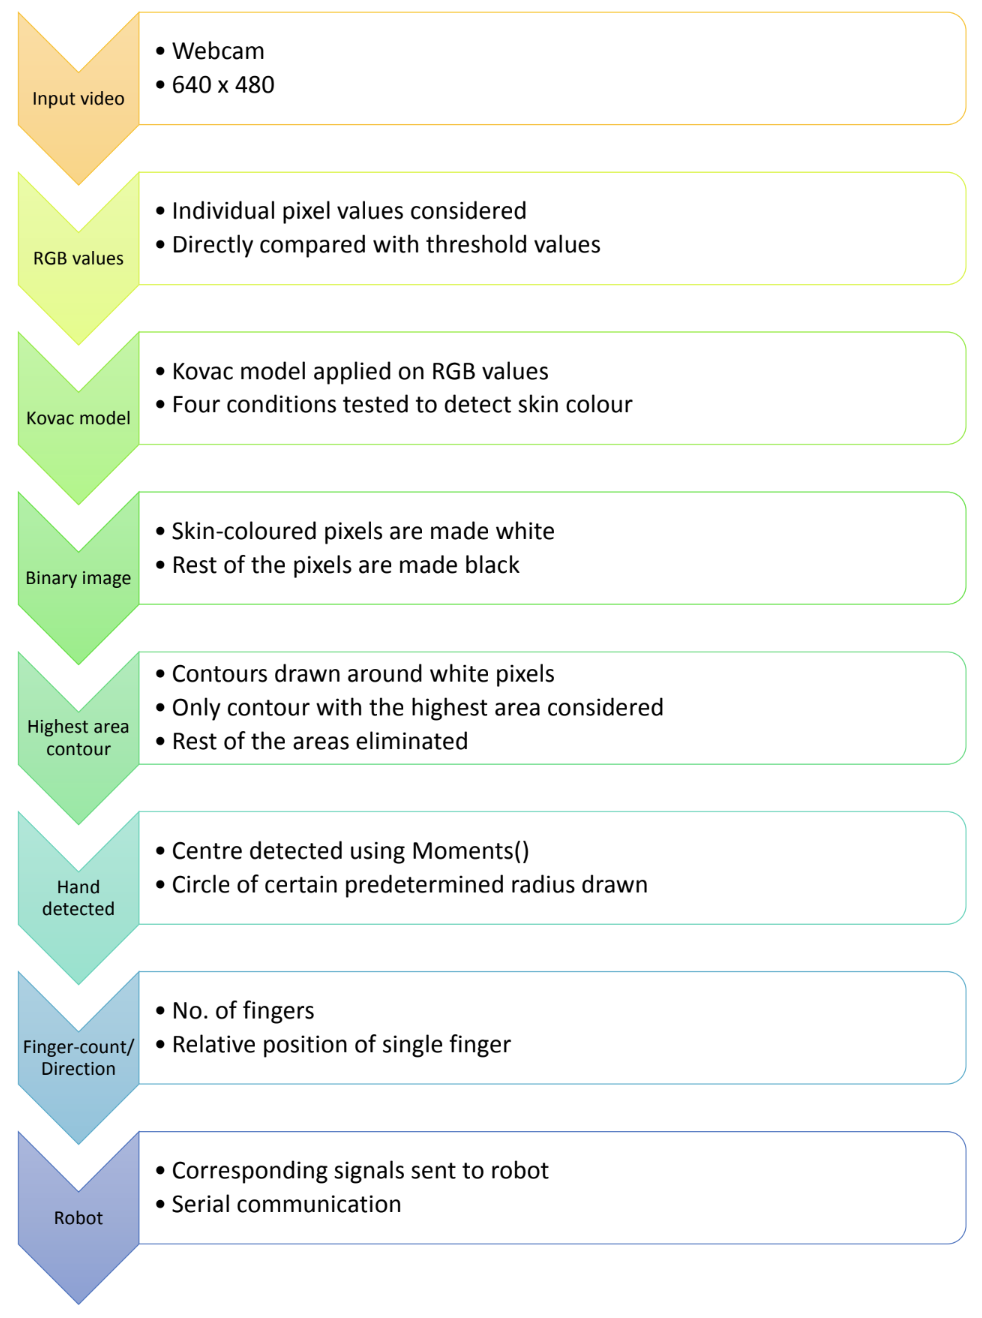 Input video
• Webcam
• 640 x 480
RGB values
• Individual pixel values considered
• Directly compared with threshold values
Kovac model
• Kovac model applied on RGB values
• Four conditions tested to detect skin colour
Binary image
• Skin-coloured pixels are made white
• Rest of the pixels are made black
Highest area
contour
• Contours drawn around white pixels
• Only contour with the highest area considered
• Rest of the areas eliminated
Hand
detected
• Centre detected using Moments()
• Circle of certain predetermined radius drawn
Finger-count/
Direction
• No. of fingers
• Relative position of single finger
Robot
• Corresponding signals sent to robot
• Serial communication